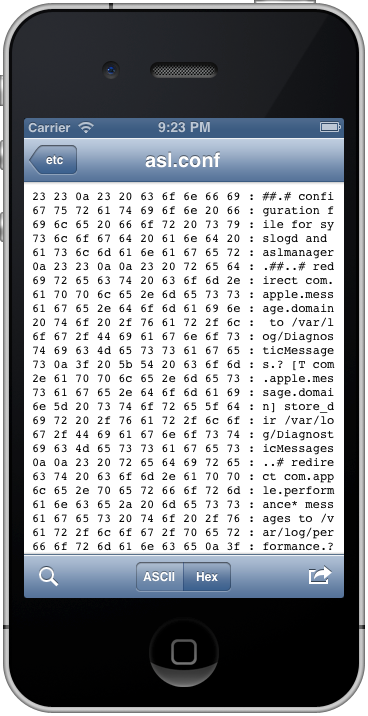 Carrier 9:23 PM
etc asl.conf
23 23 0a 23 20 63 6f 6e 66 69 : ##.# confi
67 75 72 61 74 69 6f 6e 20 66 : guration f
69 6c 65 20 66 6f 72 20 73 79 : ile for sy
73 6c 6f 67 64 20 61 6e 64 20 : slogd and
61 73 6c 6d 61 6e 61 67 65 72 : aslmanager
0a 23 23 0a 0a 23 20 72 65 64 : .##..# red
69 72 65 63 74 20 63 6f 6d 2e : irect com.
61 70 70 6c 65 2e 6d 65 73 73 : apple.mess
61 67 65 2e 64 6f 6d 61 69 6e : age.domain
20 74 6f 20 2f 76 61 72 2f 6c : to /var/l
6f 67 2f 44 69 61 67 6e 6f 73 : og/Diagnos
74 69 63 4d 65 73 73 61 67 65 : ticMessage
73 0a 3f 20 5b 54 20 63 6f 6d : s.? [T com
2e 61 70 70 6c 65 2e 6d 65 73 : .apple.mes
73 61 67 65 2e 64 6f 6d 61 69 : sage.domai
6e 5d 20 73 74 6f 72 65 5f 64 : n] store_d
69 72 20 2f 76 61 72 2f 6c 6f : ir /var/lo
67 2f 44 69 61 67 6e 6f 73 74 : g/Diagnost
69 63 4d 65 73 73 61 67 65 73 : icMessages
0a 0a 23 20 72 65 64 69 72 65 : ..# redire
63 74 20 63 6f 6d 2e 61 70 70 : ct com.app
6c 65 2e 70 65 72 66 6f 72 6d : le.perform
61 6e 63 65 2a 20 6d 65 73 73 : ance* mess
61 67 65 73 20 74 6f 20 2f 76 : ages to /v
61 72 2f 6c 6f 67 2f 70 65 72 : ar/log/per
66 6f 72 6d 61 6e 63 65 0a 3f : formance.?
ASCII Hex